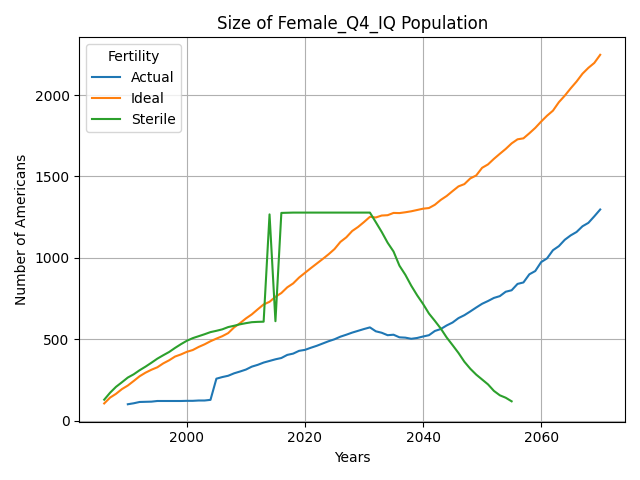 Size of Female_Q4_IQ Population
Fertility
Actual
Ideal
Sterile
Number of Americans
2000
1500
1000
500
0
2000
2020
2040
2060
Years